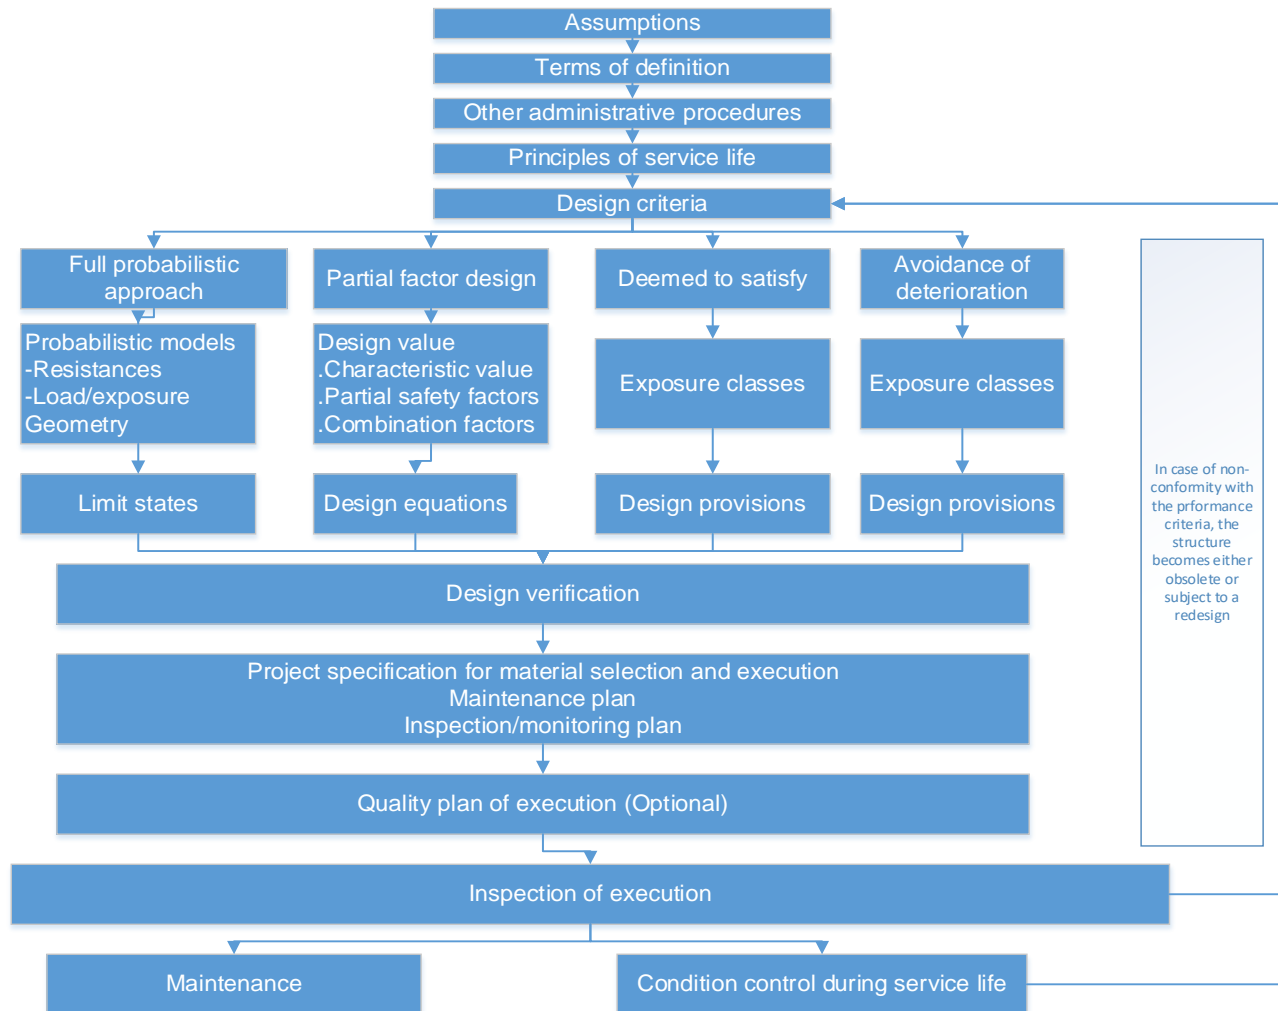 Assumptions
Terms of definition
Other administrative procedures
Principles of service life
Design criteria
Full probabilistic
approach
Partial factor design
Deemed to satisfy
Avoidance of
deterioration
Probabilistic models
-Resistances
-Load/exposure
Geometry
Design value
.Characteristic value
.Partial safety factors
.Combination factors
Exposure classes
Exposure classes
Limit states
Design equations
Design provisions
Design provisions
In case of non-
conformity with
the prformance
criteria, the
structure
becomes either
obsolete or
subject to a
redesign
Design verification
Project specification for material selection and execution
Maintenance plan
Inspection/monitoring plan
Quality plan of execution (Optional)
Inspection of execution
Maintenance
Condition control during service life